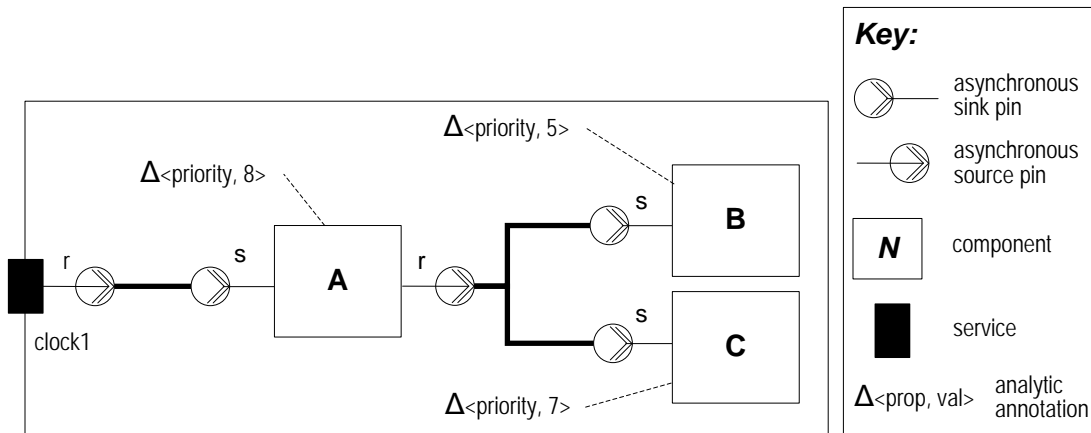 Δ<priority, 5>
Δ<priority, 8>
s
B
r
s
A
r
clock1
s
C
Δ<priority, 7>
Key:
asynchronous
sink pin
asynchronous
source pin
N
component
service
Δ<prop, val>
analytic
annotation